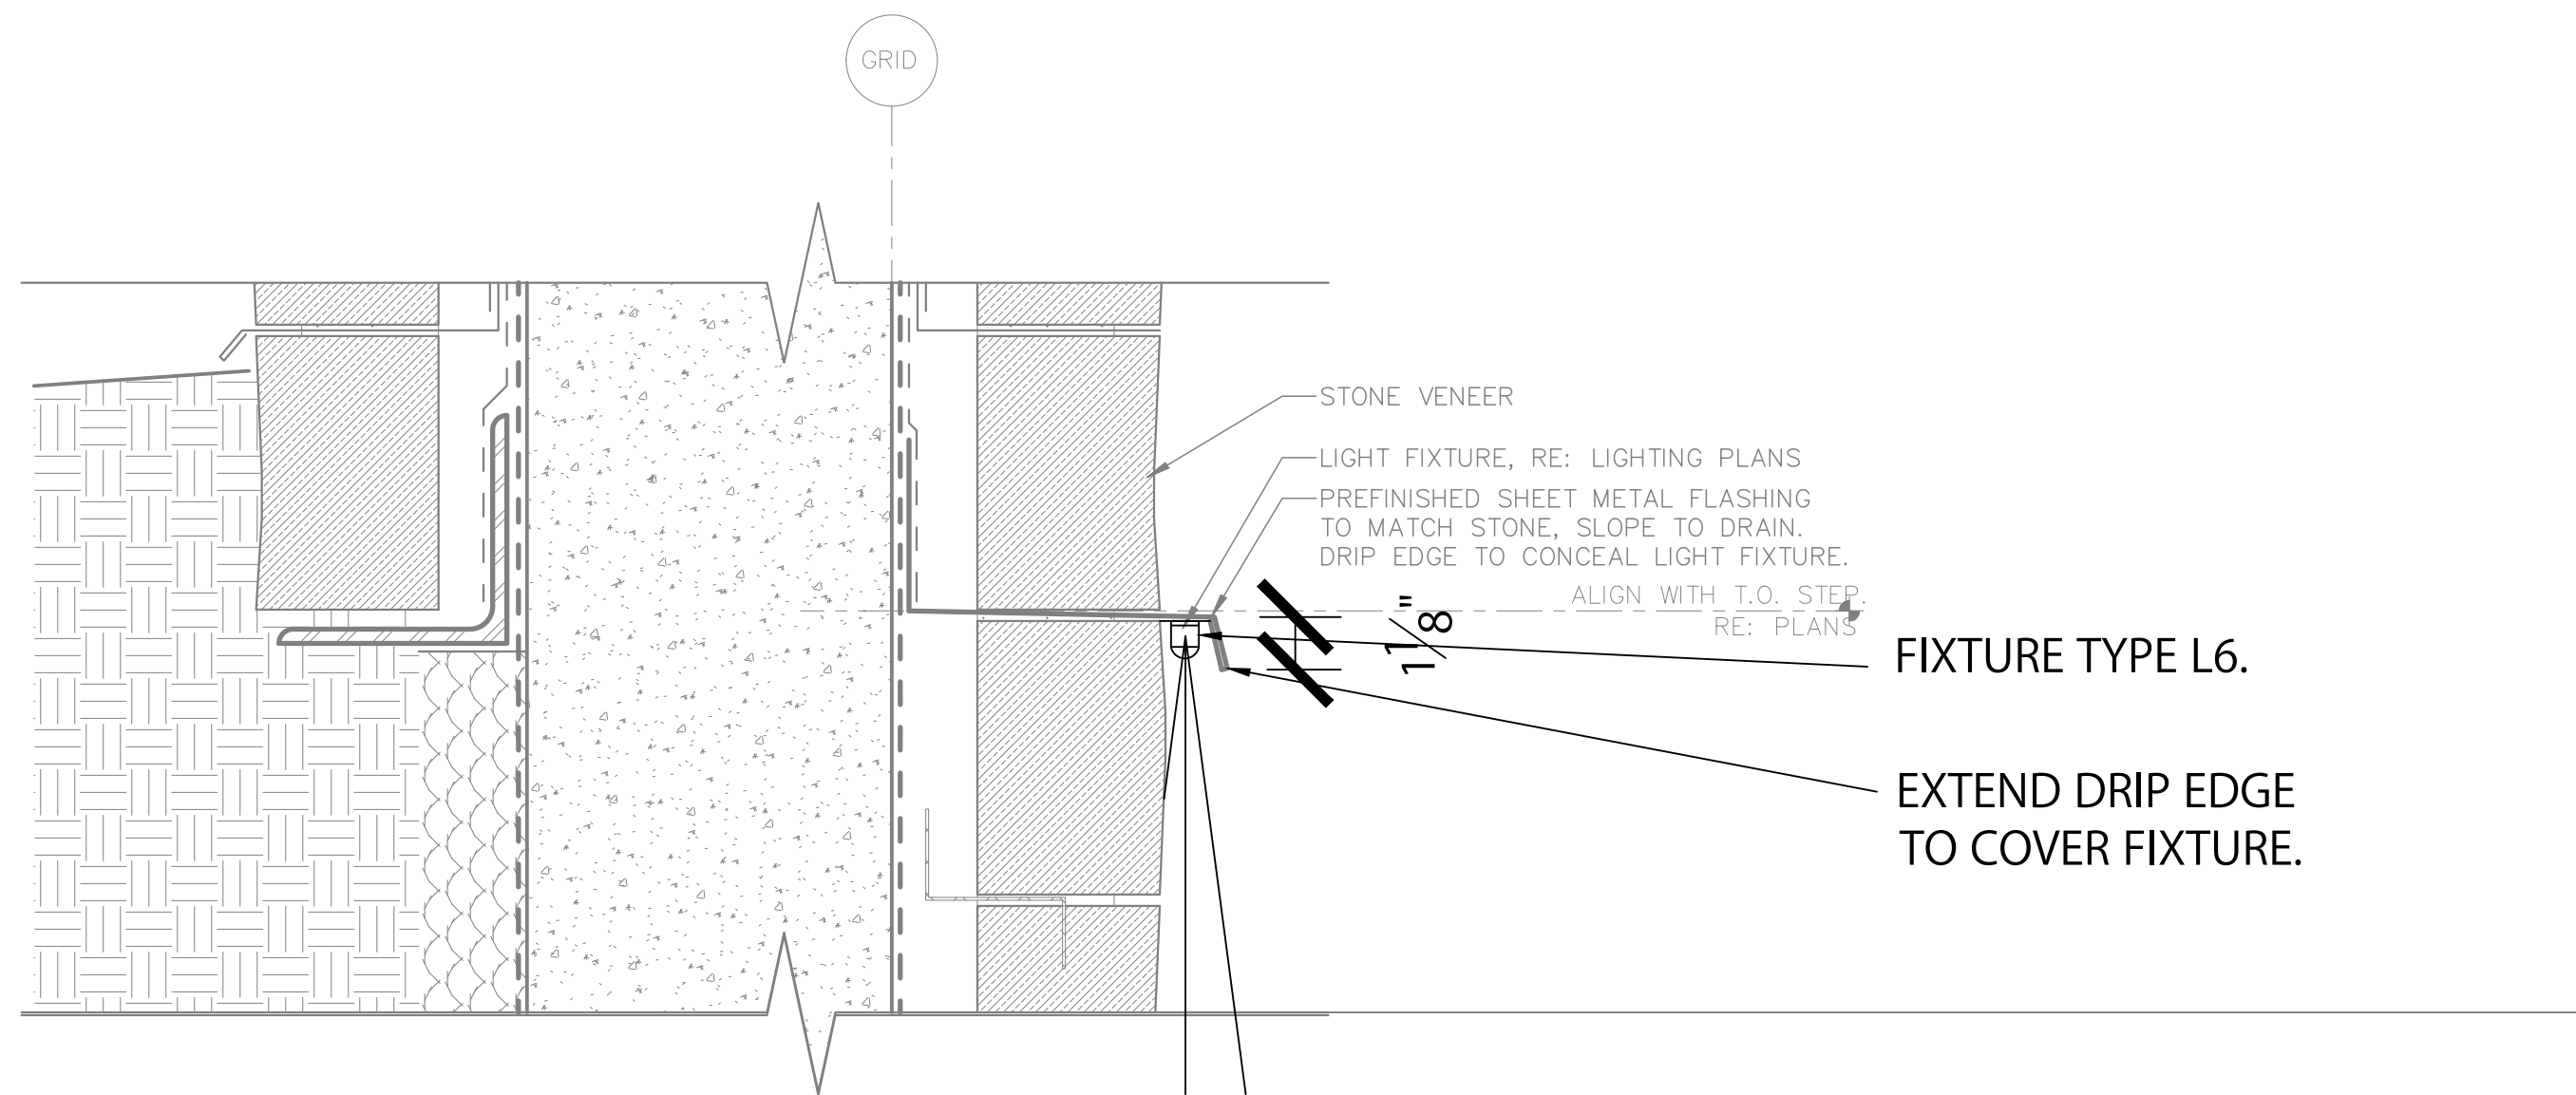 GRID
STONE VENEER
LIGHT FIXTURE, RE: LIGHTING PLANS
PREFINISHED SHEET METAL FLASHING
TO MATCH STONE, SLOPE TO DRAIN.
DRIP EDGE TO CONCEAL LIGHT FIXTURE.
ALIGN WITH T.O. STEP.
RE: PLANS
1 1/8"
FIXTURE TYPE L6.
EXTEND DRIP EDGE
TO COVER FIXTURE.